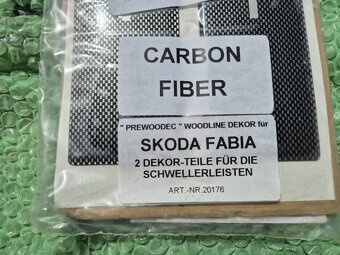 CARBON
FIBER
" PREWOODEC " WOODLINE DEKOR für
SKODA FABIA
2 DEKOR-TEILE FÜR DIE
SCHWELLERLEISTEN
ART.-NR.20176